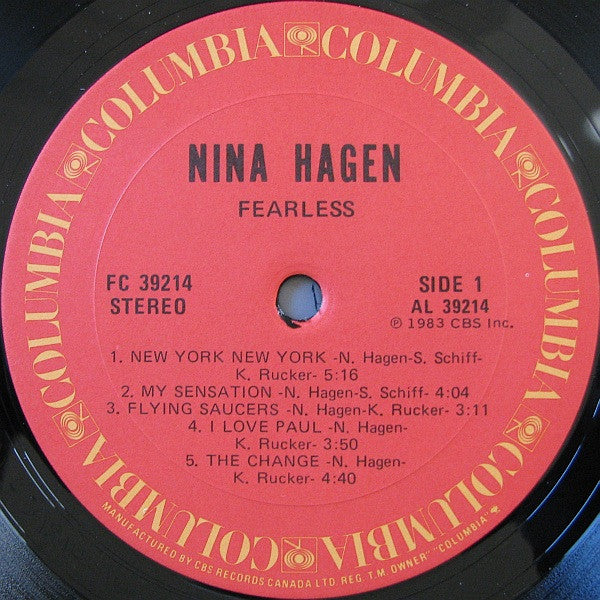 NINA HAGEN
FEARLESS
FC 39214
STEREO
SIDE 1
AL 39214
℗ 1983 CBS Inc.
1. NEW YORK NEW YORK -N. Hagen-S. Schiff-
K. Rucker- 5:16
2. MY SENSATION -N. Hagen-S. Schiff- 4:04
3. FLYING SAUCERS -N. Hagen-K. Rucker- 3:11
4. I LOVE PAUL -N. Hagen-
K. Rucker- 3:50
5. THE CHANGE -N. Hagen-
K. Rucker- 4:40
COLUMBIA COLUMBIA COLUMBIA COLUMBIA COLUMBIA COLUMBIA
MANUFACTURED BY CBS RECORDS CANADA LTD. REG. T.M. OWNER "COLUMBIA"